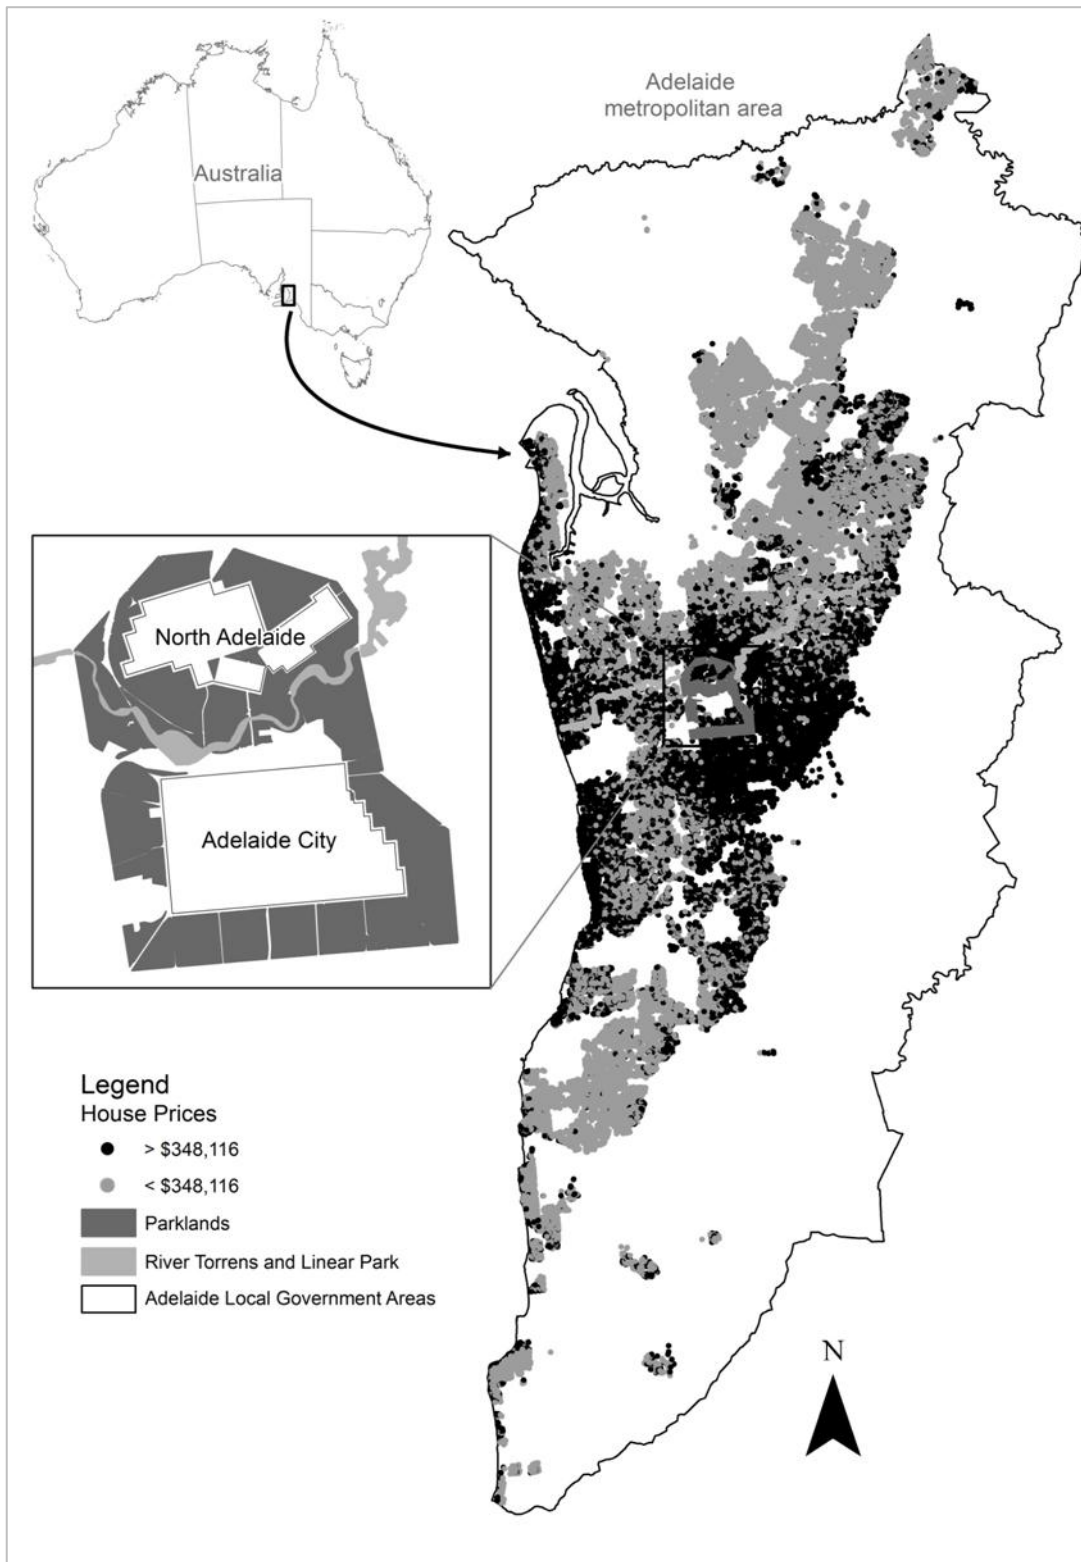 Adelaide
metropolitan area
Australia
North Adelaide
Adelaide City
Legend
House Prices
> $348,116
< $348,116
Parklands
River Torrens and Linear Park
Adelaide Local Government Areas
N